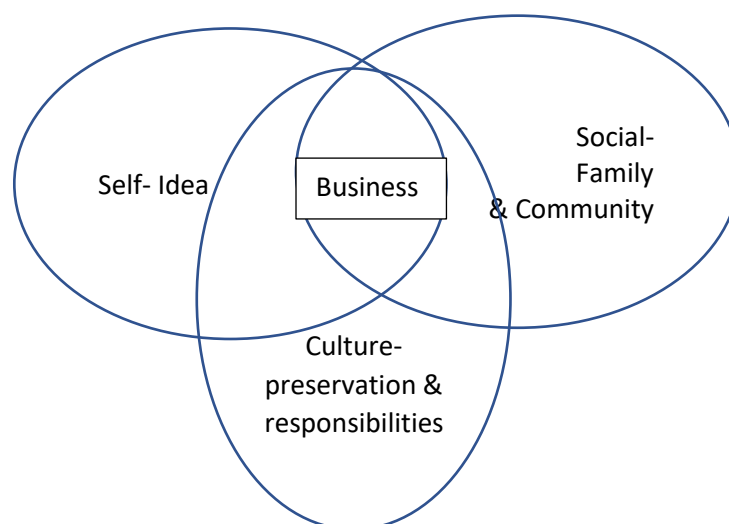 Self- Idea
Business
Social-
Family
& Community
Culture-
preservation &
responsibilities